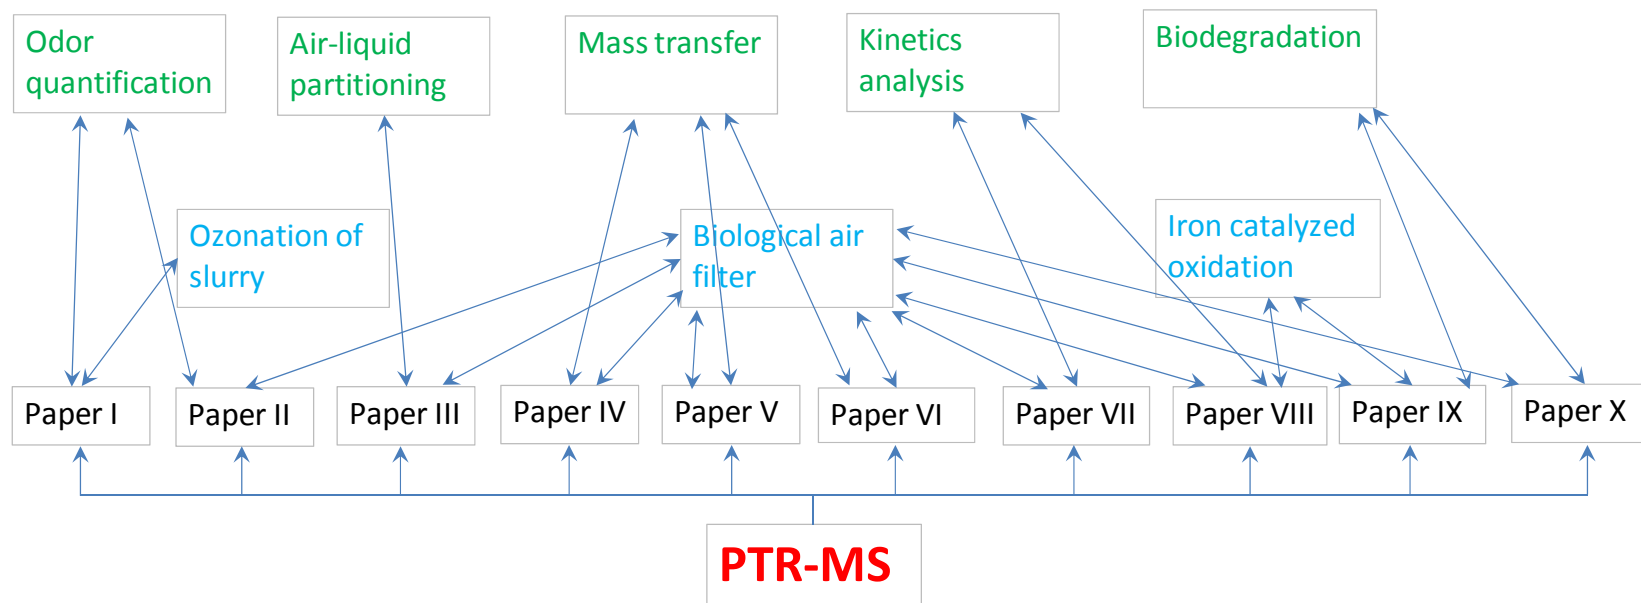 Odor
quantification
Air-liquid
partitioning
Mass transfer
Kinetics
analysis
Biodegradation
Ozonation of
slurry
Biological air
filter
Iron catalyzed
oxidation
Paper I
Paper II
Paper III
Paper IV
Paper V
Paper VI
Paper VII
Paper VIII
Paper IX
Paper X
PTR-MS